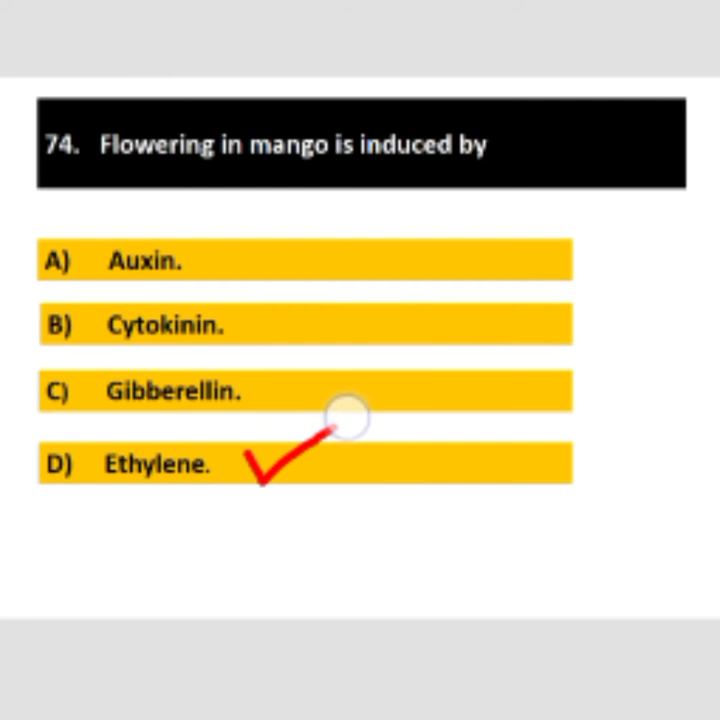 74. Flowering in mango is induced by
A) Auxin.
B) Cytokinin.
C) Gibberellin.
D) Ethylene.